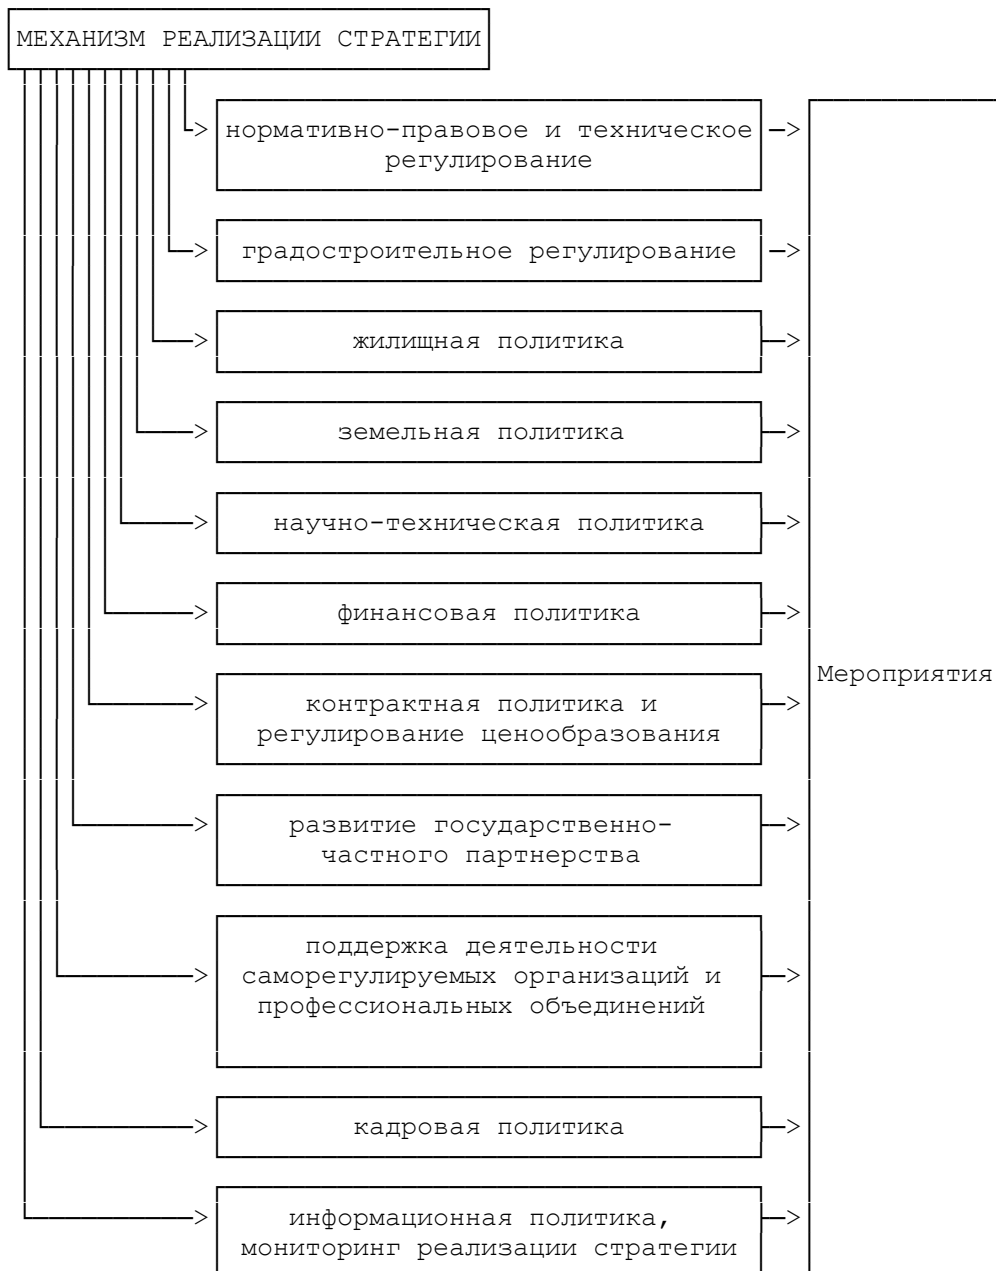 МЕХАНИЗМ РЕАЛИЗАЦИИ СТРАТЕГИИ
нормативно-правовое и техническое
регулирование
градостроительное регулирование
жилищная политика
земельная политика
научно-техническая политика
финансовая политика
Мероприятия
контрактная политика и
регулирование ценообразования
развитие государственно-
частного партнерства
поддержка деятельности
саморегулируемых организаций и
профессиональных объединений
кадровая политика
информационная политика,
мониторинг реализации стратегии